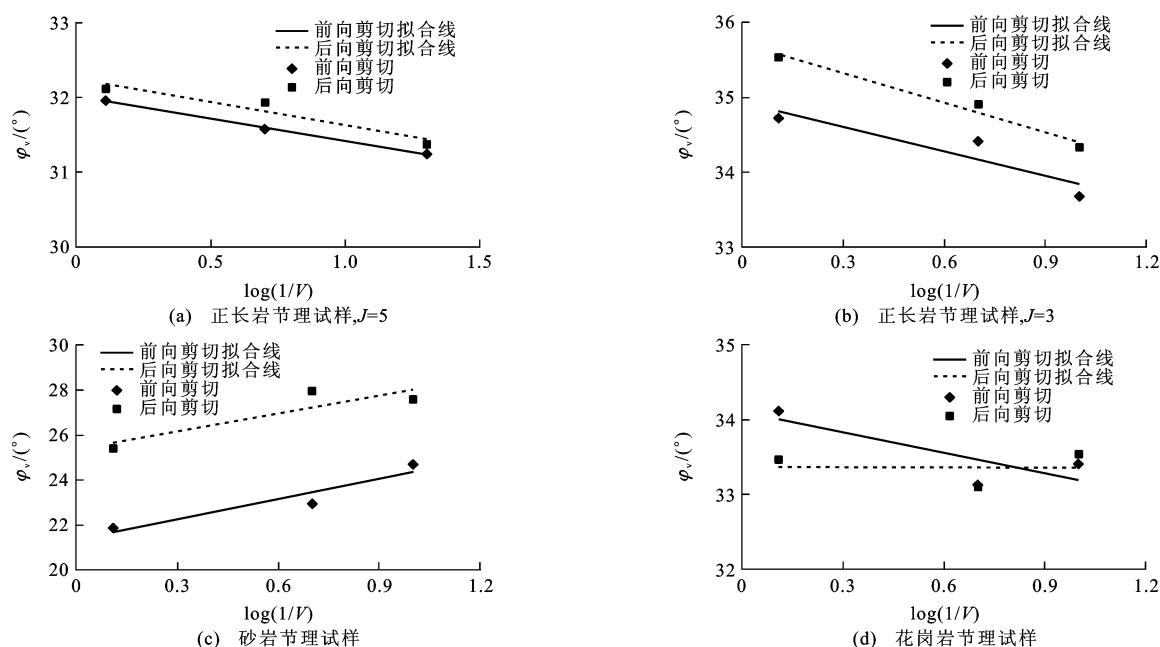 33
32
31
30
φv/(°)
前向剪切拟合线
后向剪切拟合线
前向剪切
后向剪切
0 0.5 1.0 1.5
log(1/V)
(a) 正长岩节理试样,J=5
36
35
34
33
φv/(°)
前向剪切拟合线
后向剪切拟合线
前向剪切
后向剪切
0 0.3 0.6 0.9 1.2
log(1/V)
(b) 正长岩节理试样,J=3
30
28
26
24
22
20
φv/(°)
前向剪切拟合线
后向剪切拟合线
前向剪切
后向剪切
0 0.3 0.6 0.9 1.2
log(1/V)
(c) 砂岩节理试样
35
34
33
32
φv/(°)
前向剪切拟合线
后向剪切拟合线
前向剪切
后向剪切
0 0.3 0.6 0.9 1.2
log(1/V)
(d) 花岗岩节理试样